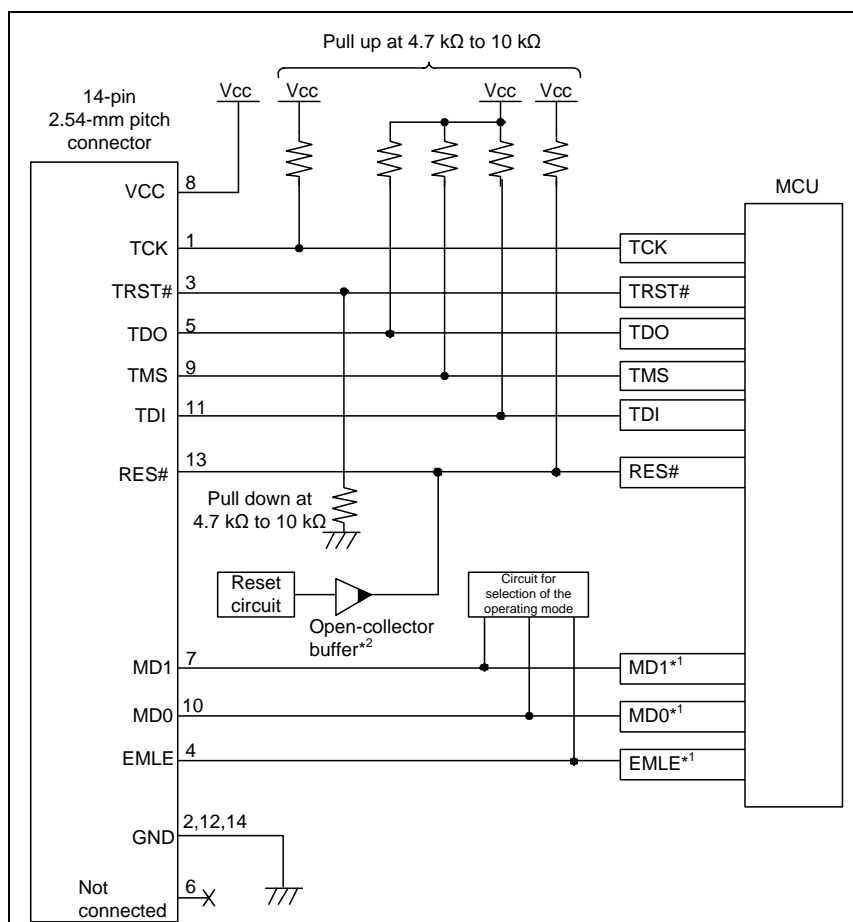 Pull up at 4.7 kΩ to 10 kΩ
14-pin
2.54-mm pitch
connector
Vcc
Vcc
Vcc
Vcc
MCU
VCC
8
TCK
1
TCK
TRST#
3
TRST#
TDO
5
TDO
TMS
9
TMS
TDI
11
TDI
RES#
13
RES#
Pull down at
4.7 kΩ to 10 kΩ
Reset
circuit
Open-collector
buffer*2
Circuit for
selection of the
operating mode
MD1
7
MD1*1
MD0
10
MD0*1
EMLE
4
EMLE*1
GND
2,12,14
Not
connected
6